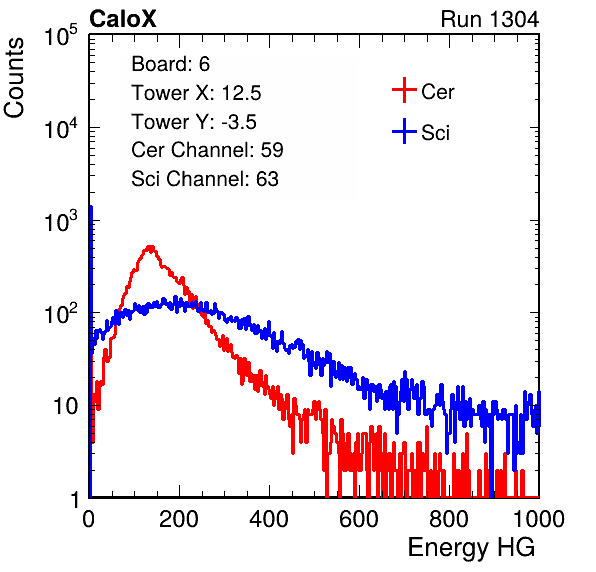 CaloX Run 1304
Counts
Board: 6
Tower X: 12.5
Tower Y: -3.5
Cer Channel: 59
Sci Channel: 63
Cer
Sci
10^5
10^4
10^3
10^2
10
1
0 200 400 600 800 1000
Energy HG